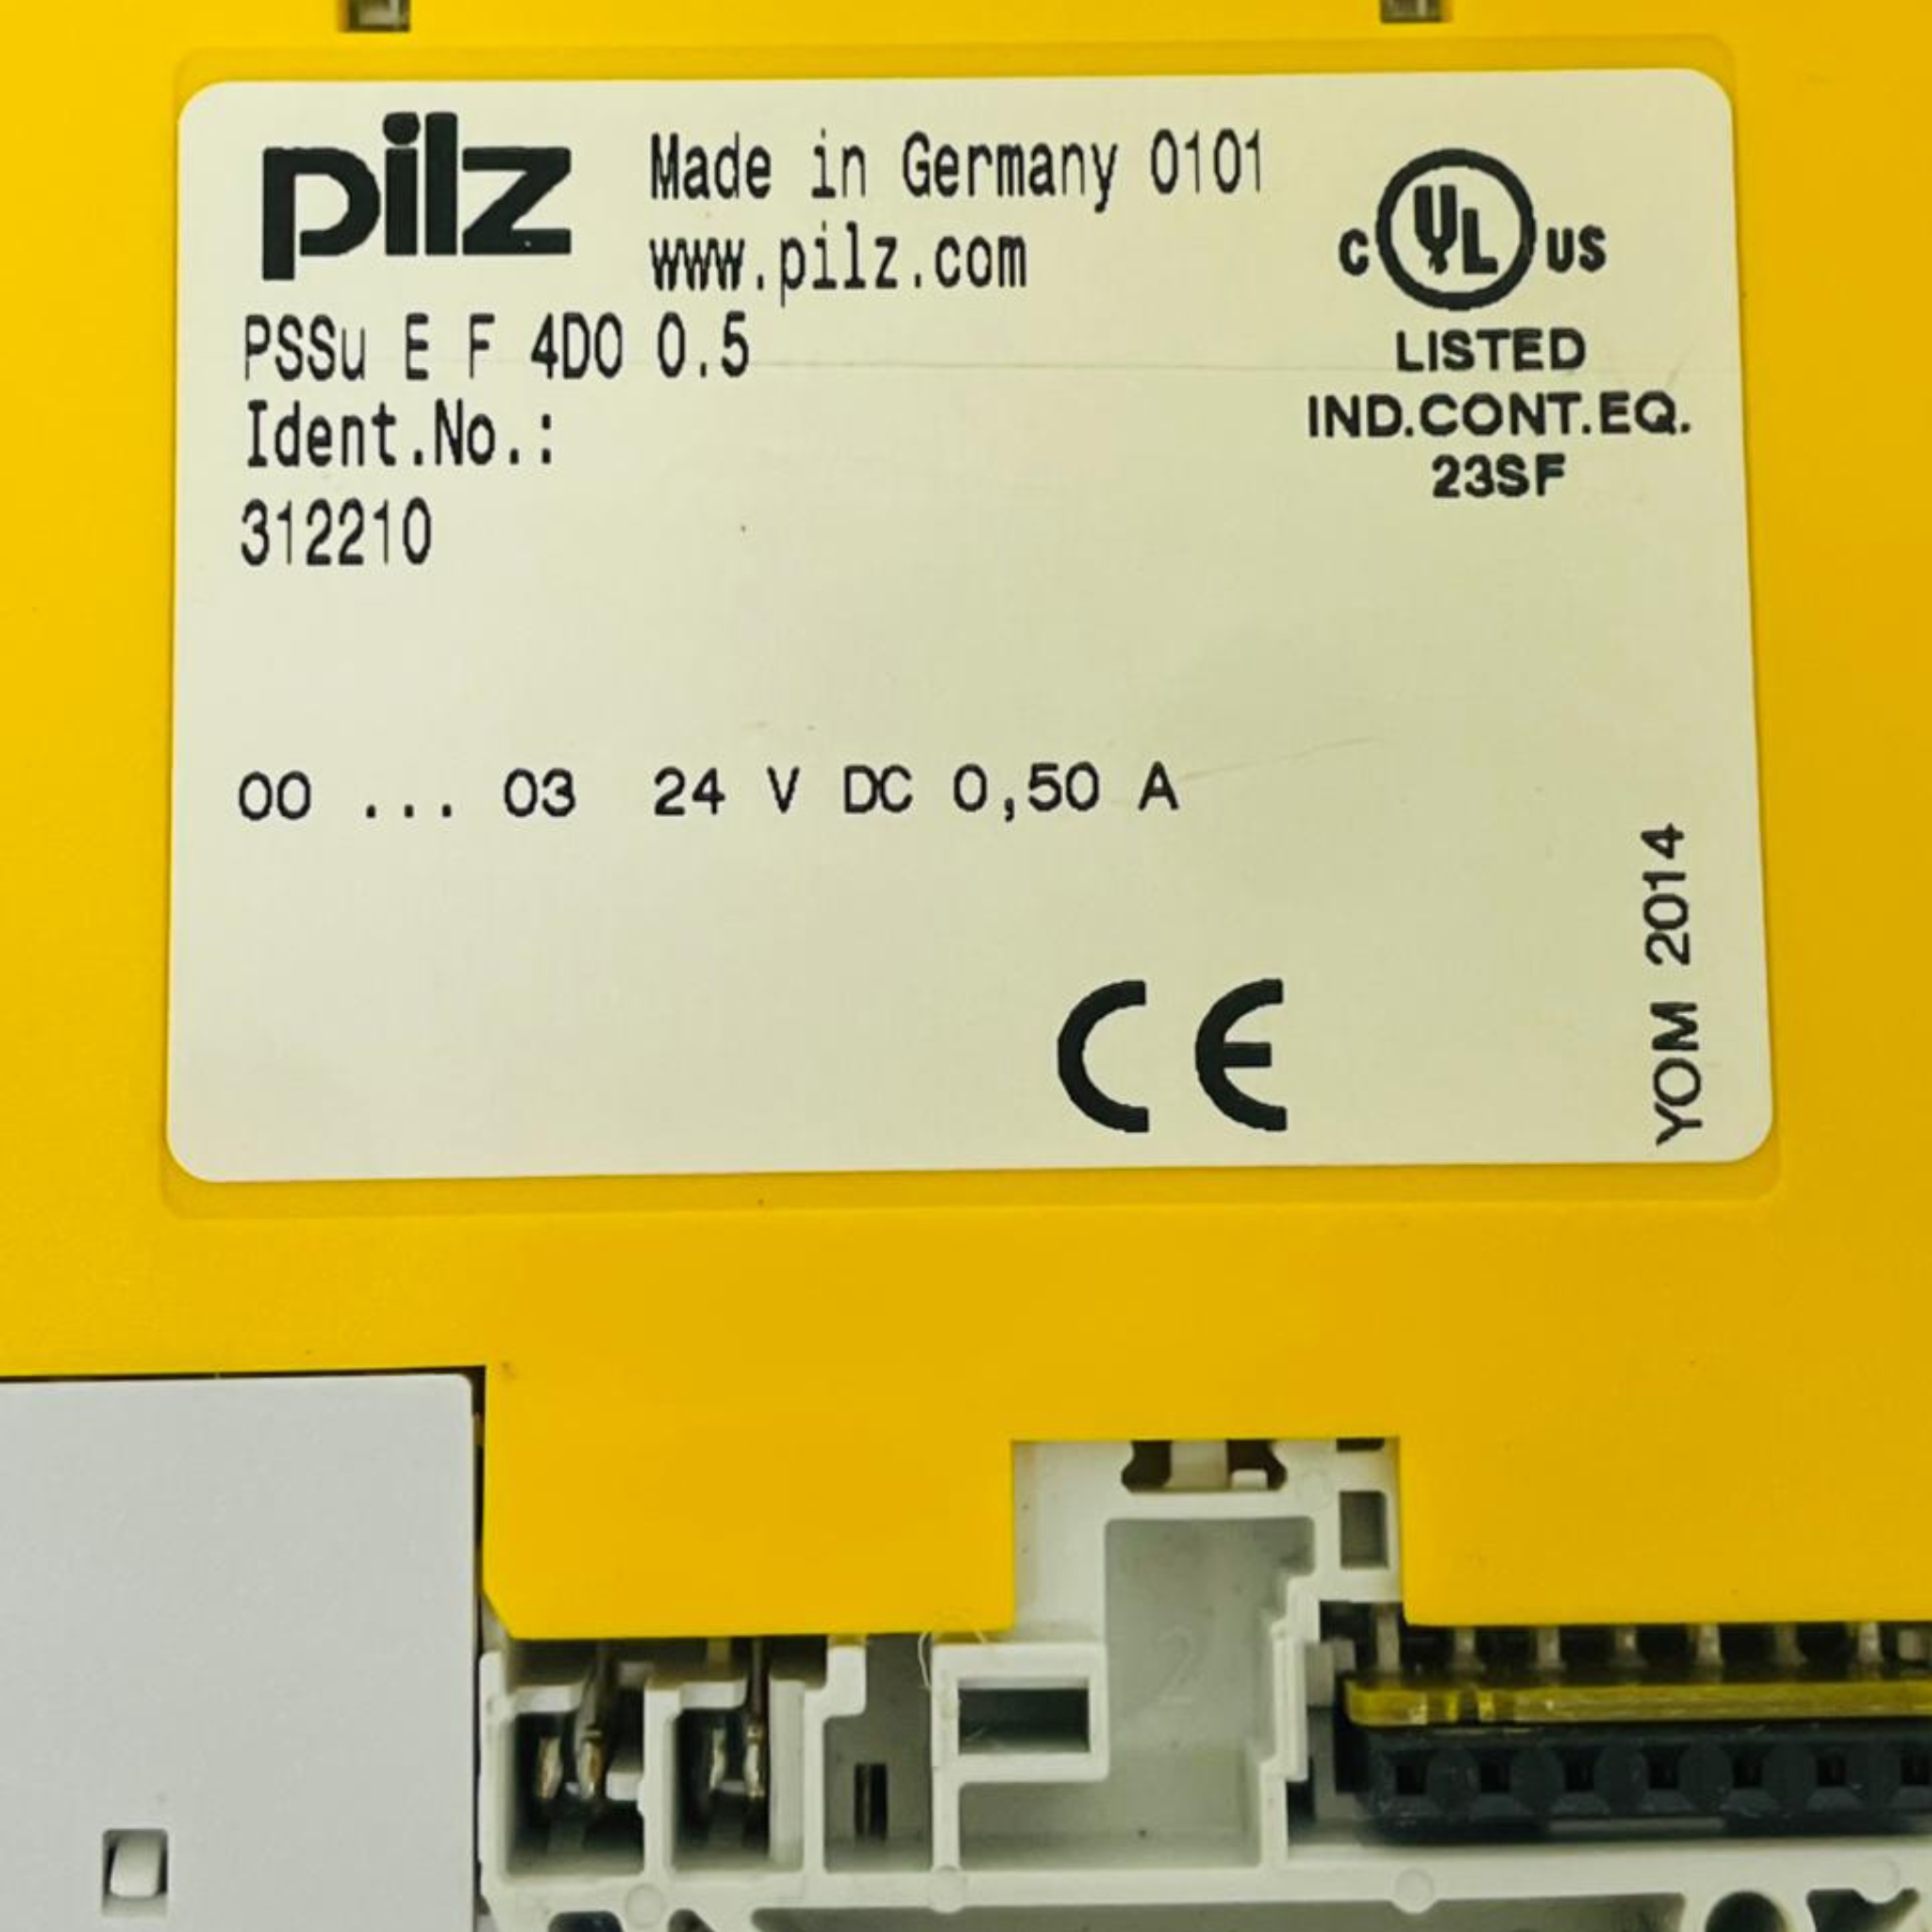 pilz
Made in Germany 0101
www.pilz.com
PSSu E F 4DO 0.5
Ident.No.:
312210
C UL US
LISTED
IND.CONT.EQ.
23SF
00 ... 03 24 V DC 0,50 A
CE
YOM 2014
2